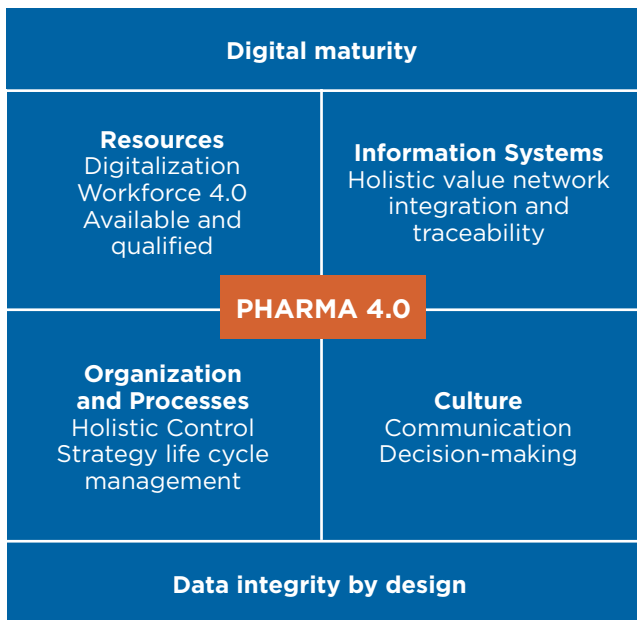 Digital maturity
Resources
Digitalization
Workforce 4.0
Available and
qualified
Information Systems
Holistic value network
integration and
traceability
PHARMA 4.0
Organization
and Processes
Holistic Control
Strategy life cycle
management
Culture
Communication
Decision-making
Data integrity by design